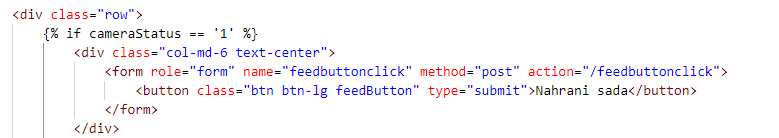 <div class="row">
{% if cameraStatus == '1' %}
<div class="col-md-6 text-center">
<form role="form" name="feedbuttonclick" method="post" action="/feedbuttonclick">
<button class="btn btn-lg feedButton" type="submit">Nahrani sada</button>
</form>
</div>